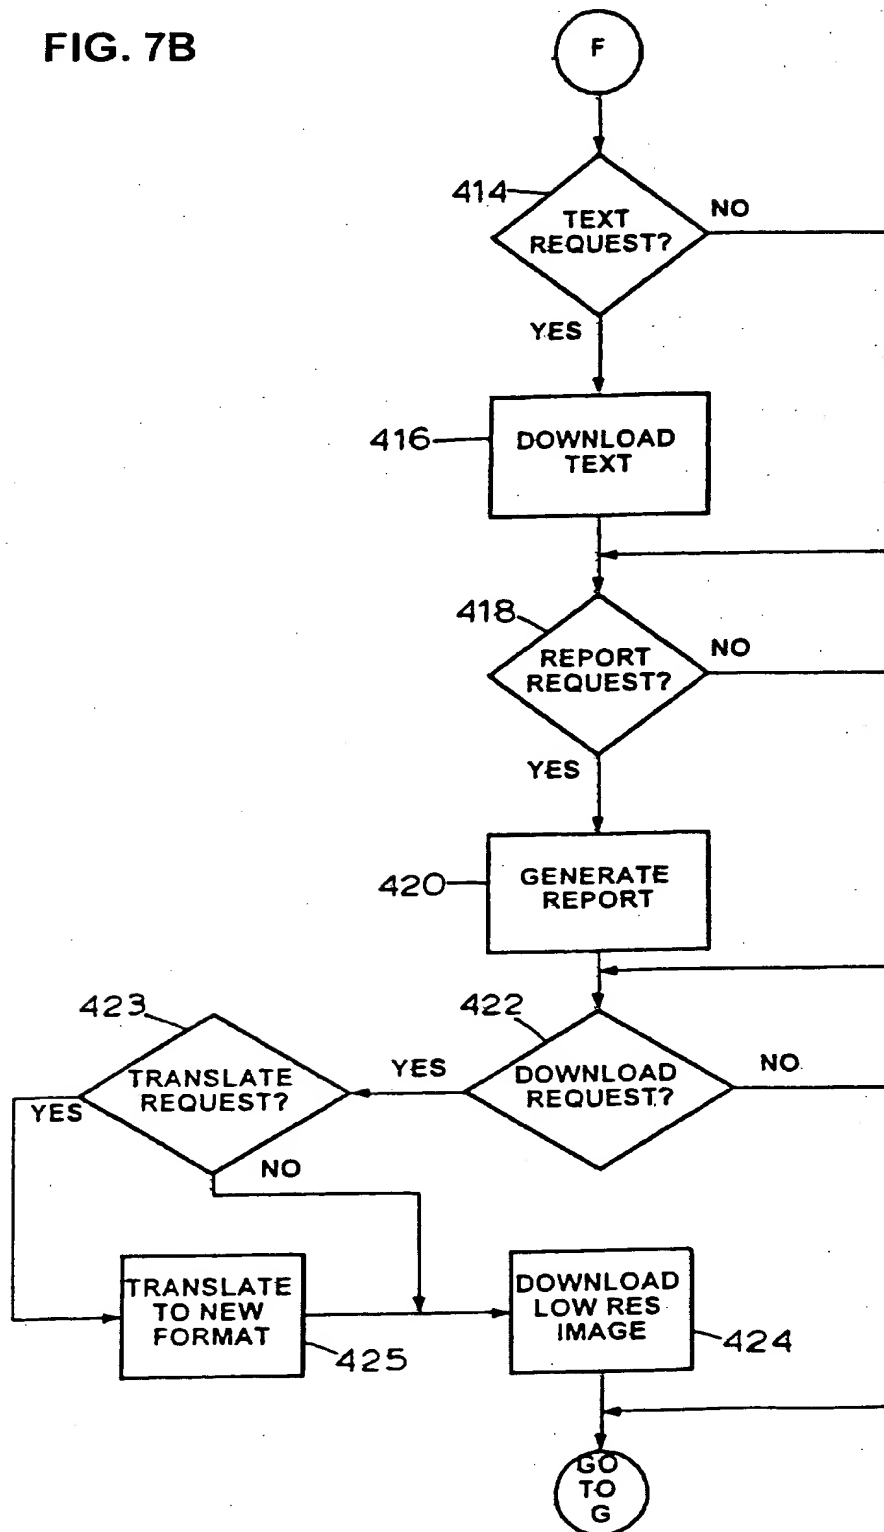 FIG. 7B
F
414
TEXT
REQUEST?
NO
YES
416
DOWNLOAD
TEXT
418
REPORT
REQUEST?
NO
YES
420
GENERATE
REPORT
423
422
TRANSLATE
REQUEST?
YES
DOWNLOAD
REQUEST?
NO
YES
NO
TRANSLATE
TO NEW
FORMAT
425
DOWNLOAD
LOW RES
IMAGE
424
GO
TO
G